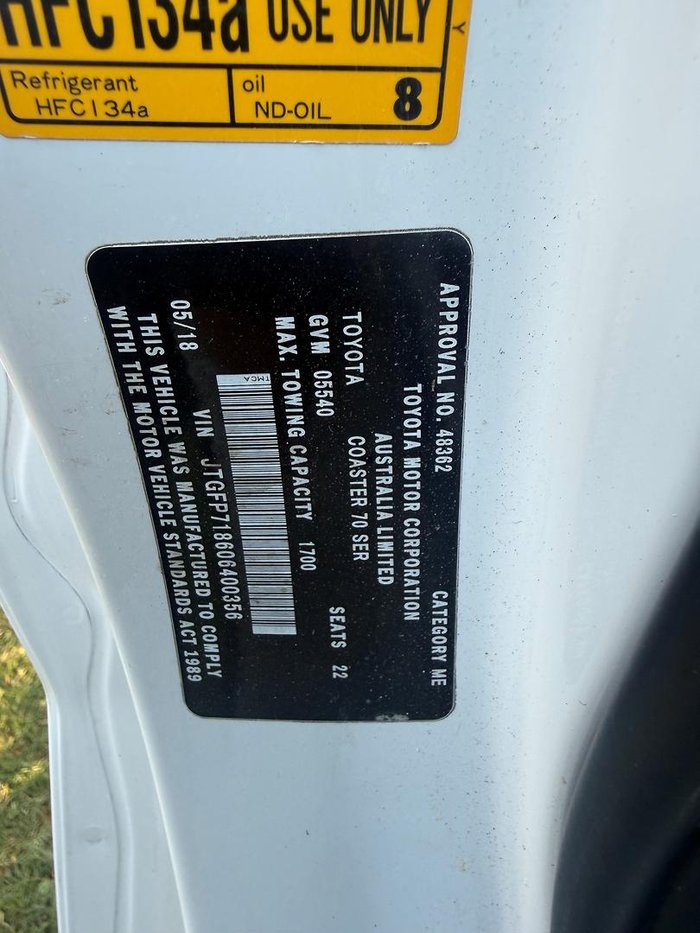 HFC134a USE ONLY
Refrigerant
HFC134a
oil
ND-OIL 8
Y
APPROVAL NO. 48362 CATEGORY ME
TOYOTA MOTOR CORPORATION
AUSTRALIA LIMITED
TOYOTA COASTER 70 SER
GVM 05540 SEATS 22
MAX. TOWING CAPACITY 1700
TMCA
VIN JTGFP718606400356
05/18
THIS VEHICLE WAS MANUFACTURED TO COMPLY
WITH THE MOTOR VEHICLE STANDARDS ACT 1989